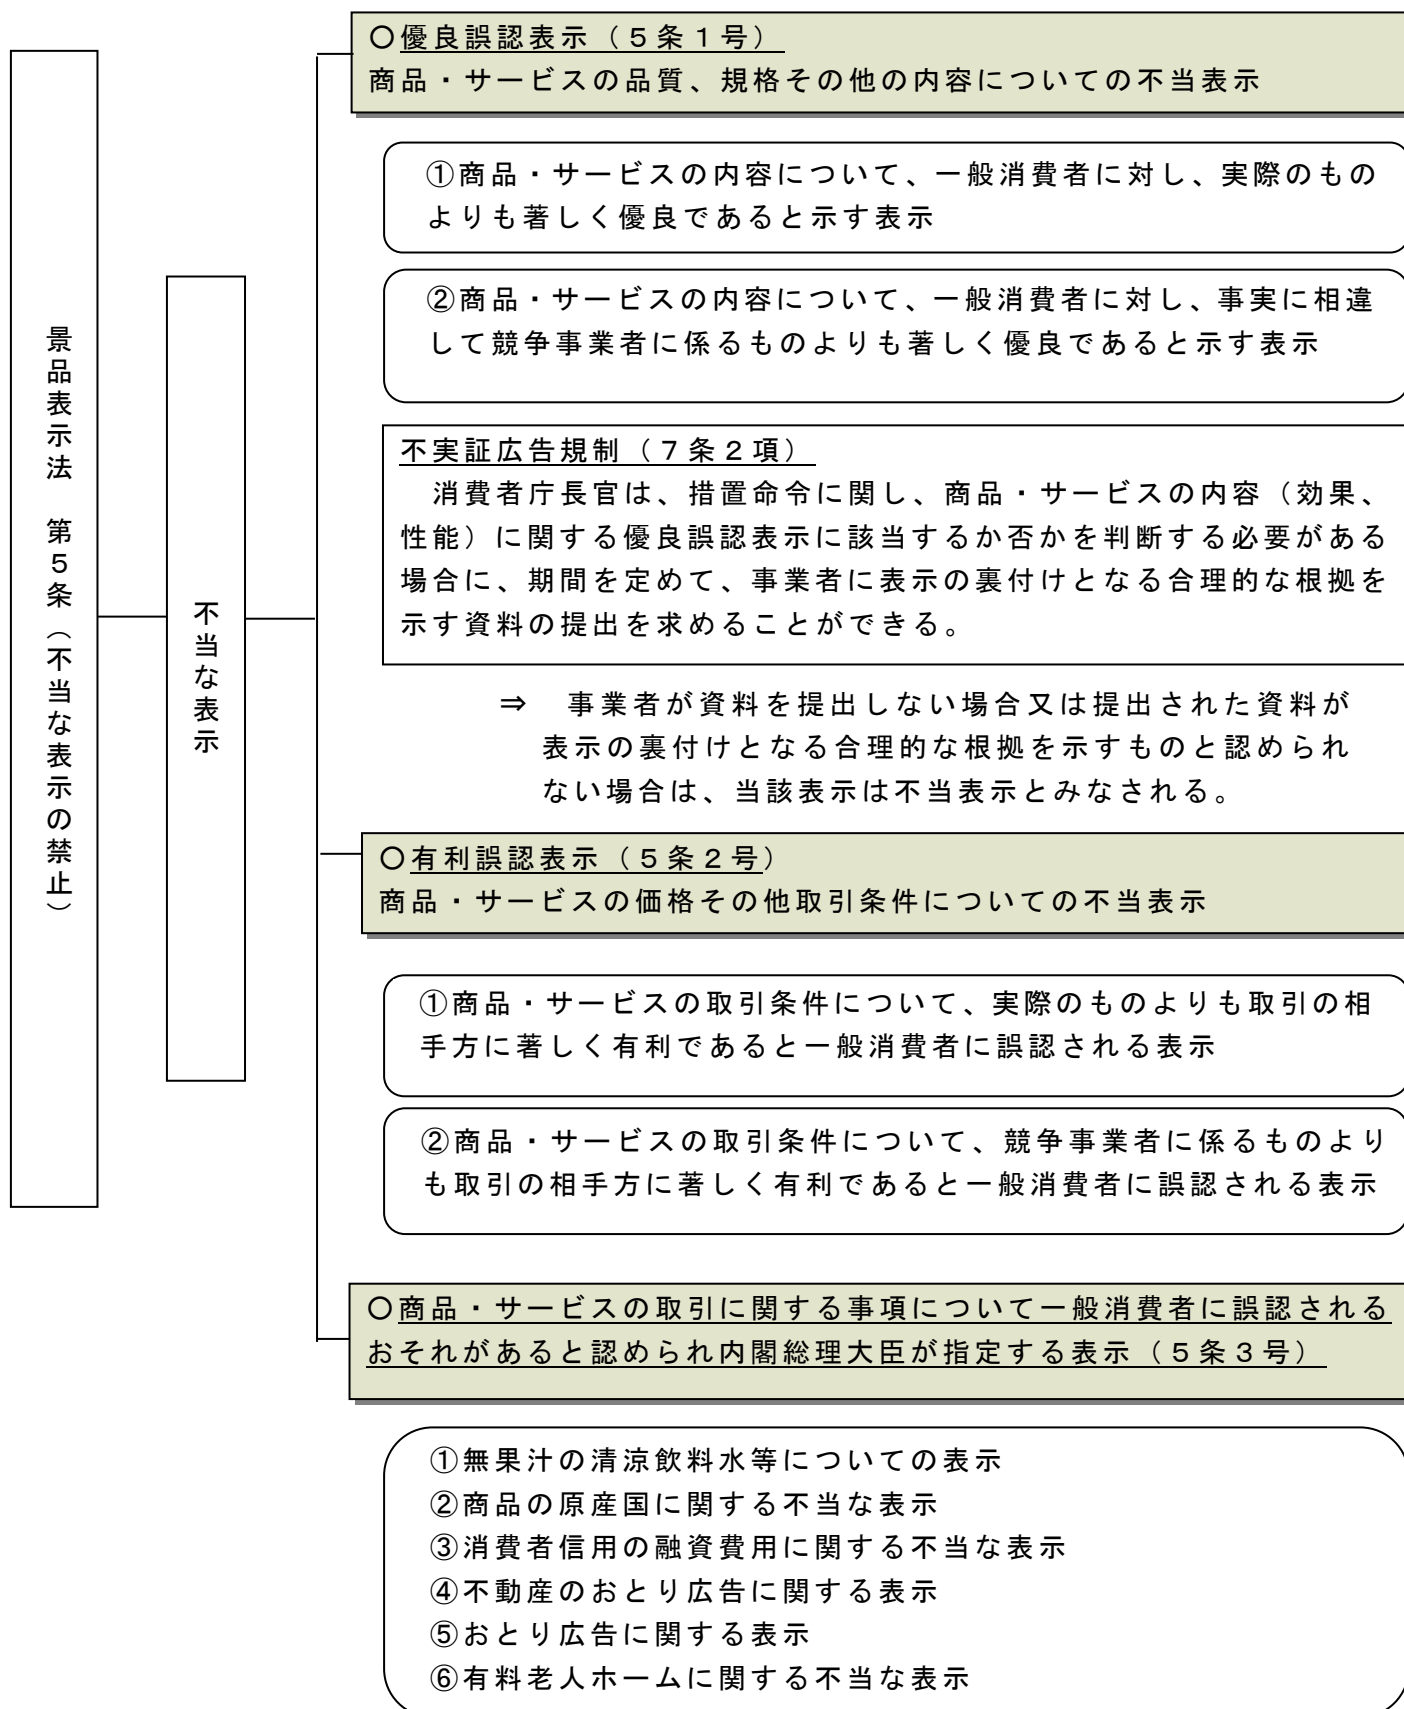 景品表示法　第５条（不当な表示の禁止）
不当な表示
○優良誤認表示（５条１号）
商品・サービスの品質、規格その他の内容についての不当表示
①商品・サービスの内容について、一般消費者に対し、実際のもの
よりも著しく優良であると示す表示
②商品・サービスの内容について、一般消費者に対し、事実に相違
して競争事業者に係るものよりも著しく優良であると示す表示
不実証広告規制（７条２項）
消費者庁長官は、措置命令に関し、商品・サービスの内容（効果、
性能）に関する優良誤認表示に該当するか否かを判断する必要がある
場合に、期間を定めて、事業者に表示の裏付けとなる合理的な根拠を
示す資料の提出を求めることができる。
⇒　事業者が資料を提出しない場合又は提出された資料が
表示の裏付けとなる合理的な根拠を示すものと認められ
ない場合は、当該表示は不当表示とみなされる。
○有利誤認表示（５条２号）
商品・サービスの価格その他取引条件についての不当表示
①商品・サービスの取引条件について、実際のものよりも取引の相
手方に著しく有利であると一般消費者に誤認される表示
②商品・サービスの取引条件について、競争事業者に係るものより
も取引の相手方に著しく有利であると一般消費者に誤認される表示
○商品・サービスの取引に関する事項について一般消費者に誤認される
おそれがあると認められ内閣総理大臣が指定する表示（５条３号）
①無果汁の清涼飲料水等についての表示
②商品の原産国に関する不当な表示
③消費者信用の融資費用に関する不当な表示
④不動産のおとり広告に関する表示
⑤おとり広告に関する表示
⑥有料老人ホームに関する不当な表示